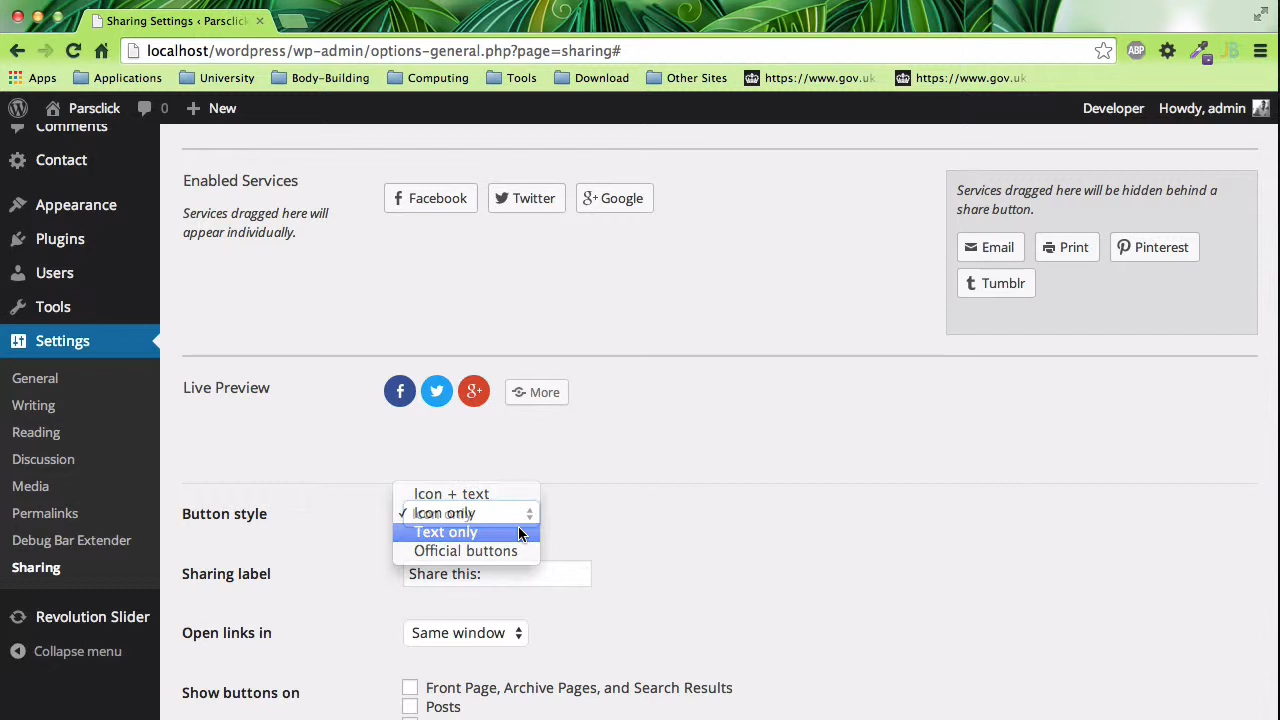 Sharing Settings ‹ Parsclick
localhost/wordpress/wp-admin/options-general.php?page=sharing#
ABP
Apps Applications University Body-Building Computing Tools Download Other Sites https://www.gov.uk https://www.gov.uk
Parsclick 0 New Developer Howdy, admin
Comments
Contact
Appearance
Plugins
Users
Tools
Settings
General
Writing
Reading
Discussion
Media
Permalinks
Debug Bar Extender
Sharing
Revolution Slider
Collapse menu
Enabled Services
Services dragged here will
appear individually.
Facebook Twitter Google
Services dragged here will be hidden behind a
share button.
Email Print Pinterest
Tumblr
Live Preview
More
Button style
Icon + text
Icon only
Text only
Official buttons
Sharing label
Share this:
Open links in
Same window
Show buttons on
Front Page, Archive Pages, and Search Results
Posts